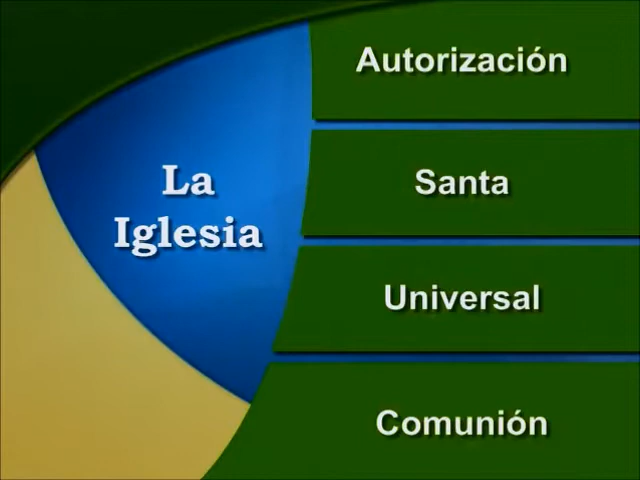 La
Iglesia
Autorización
Santa
Universal
Comunión